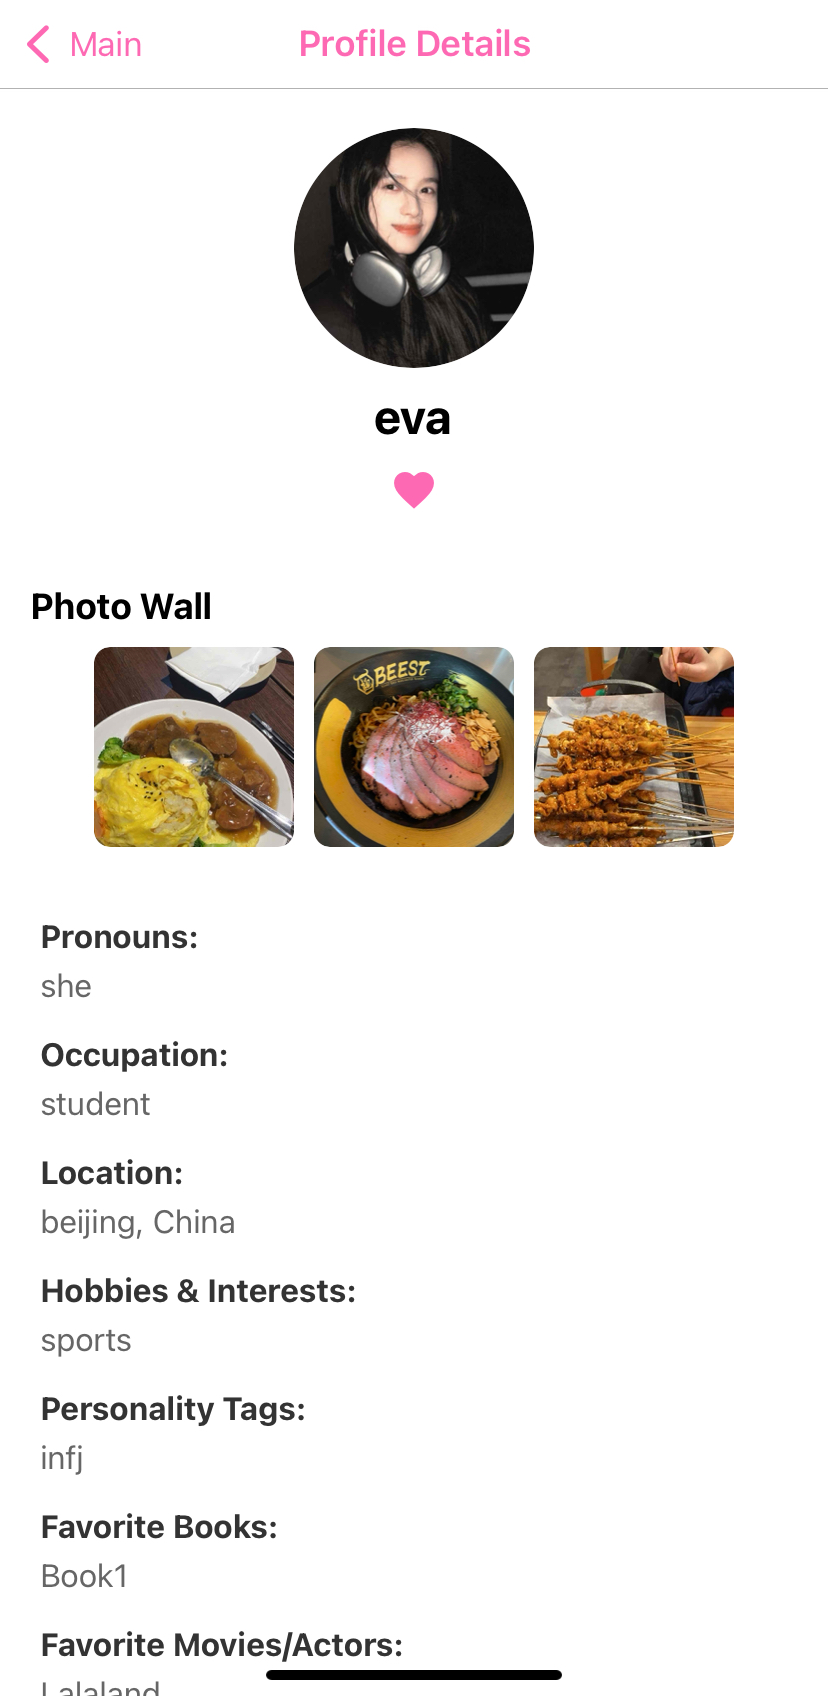 Main
Profile Details
eva
Photo Wall
BEEST
Pronouns:
she
Occupation:
student
Location:
beijing, China
Hobbies & Interests:
sports
Personality Tags:
infj
Favorite Books:
Book1
Favorite Movies/Actors:
Lalaland